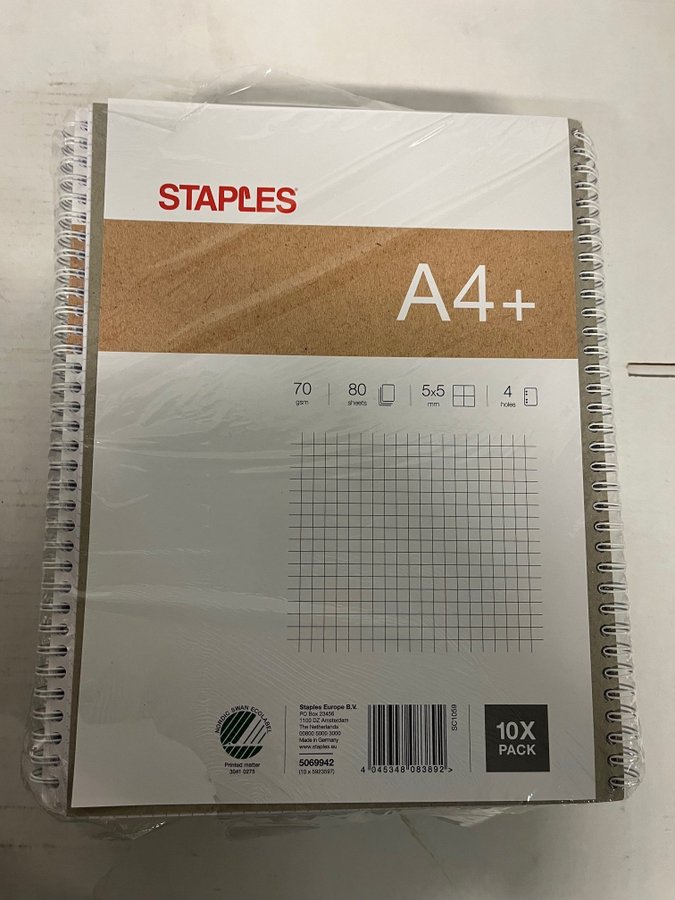 STAPLES
A4+
70 80 5x5 4
gsm sheets mm holes
NORDIC SWAN ECOLABEL
Printed matter
3041 0275
Staples Europe B.V.
PO Box 23456
1100 DZ Amsterdam
The Netherlands
00800 5000 3000
Made in Germany
www.staples.eu
5069942
(10 x 5923597)
4 045348 083892 >
SC1059
10X
PACK